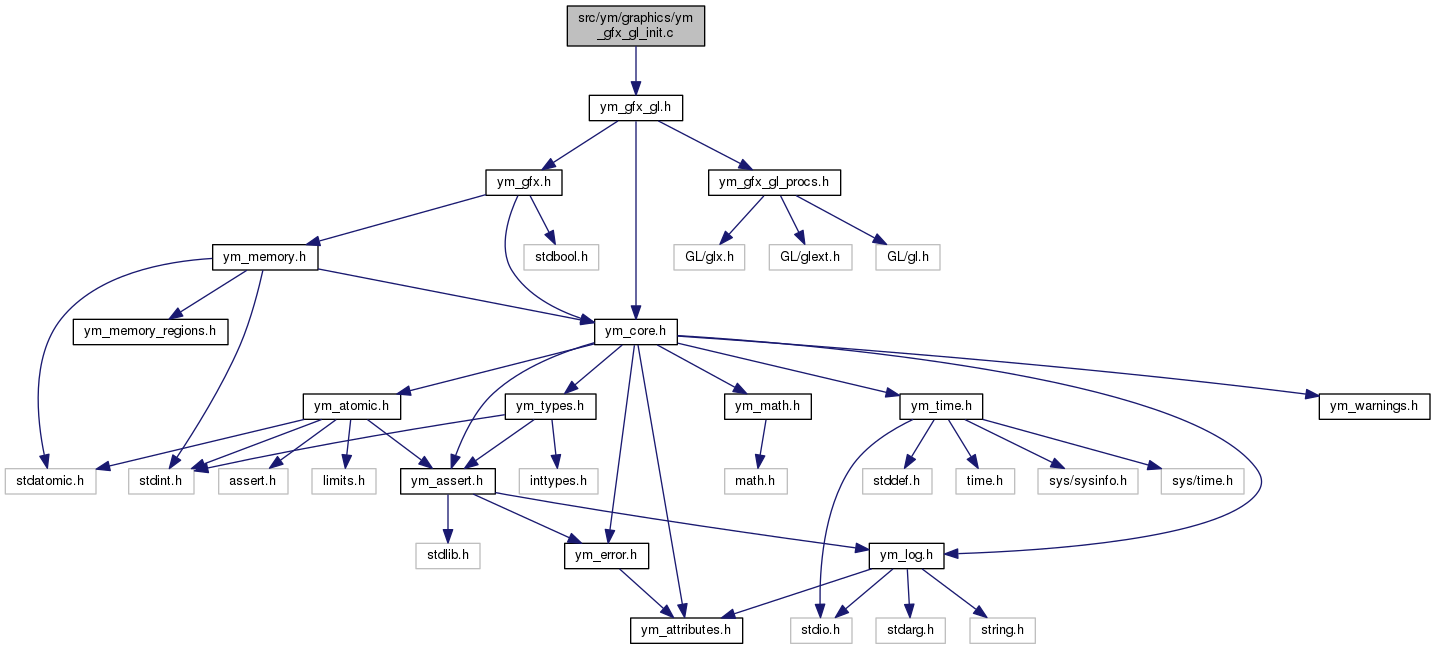 src/ym/graphics/ym
_gfx_gl_init.c
ym_gfx_gl.h
ym_gfx.h
ym_gfx_gl_procs.h
ym_memory.h
stdbool.h
GL/glx.h
GL/glext.h
GL/gl.h
ym_memory_regions.h
ym_core.h
ym_atomic.h
ym_types.h
ym_math.h
ym_time.h
ym_warnings.h
stdatomic.h
stdint.h
assert.h
limits.h
ym_assert.h
inttypes.h
math.h
stddef.h
time.h
sys/sysinfo.h
sys/time.h
stdlib.h
ym_error.h
ym_log.h
ym_attributes.h
stdio.h
stdarg.h
string.h